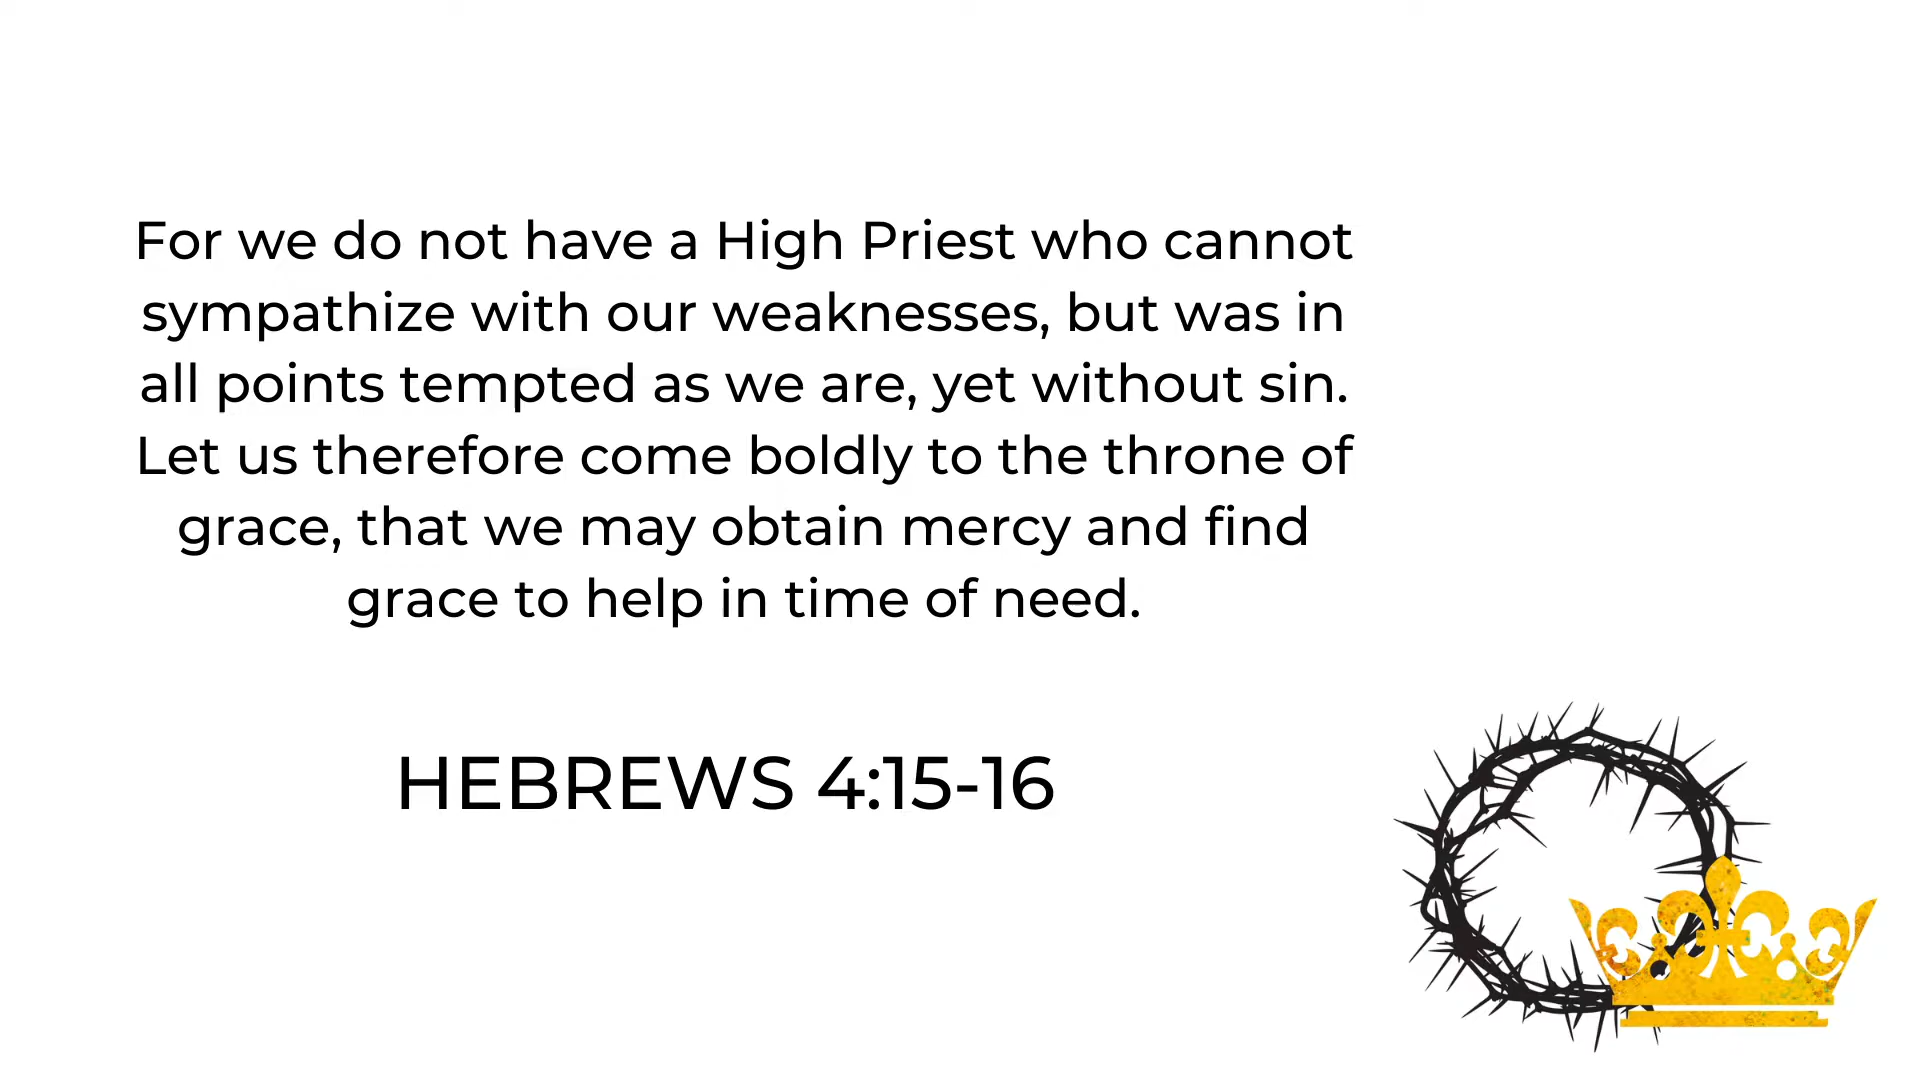 For we do not have a High Priest who cannot
sympathize with our weaknesses, but was in
all points tempted as we are, yet without sin.
Let us therefore come boldly to the throne of
grace, that we may obtain mercy and find
grace to help in time of need.
HEBREWS 4:15-16